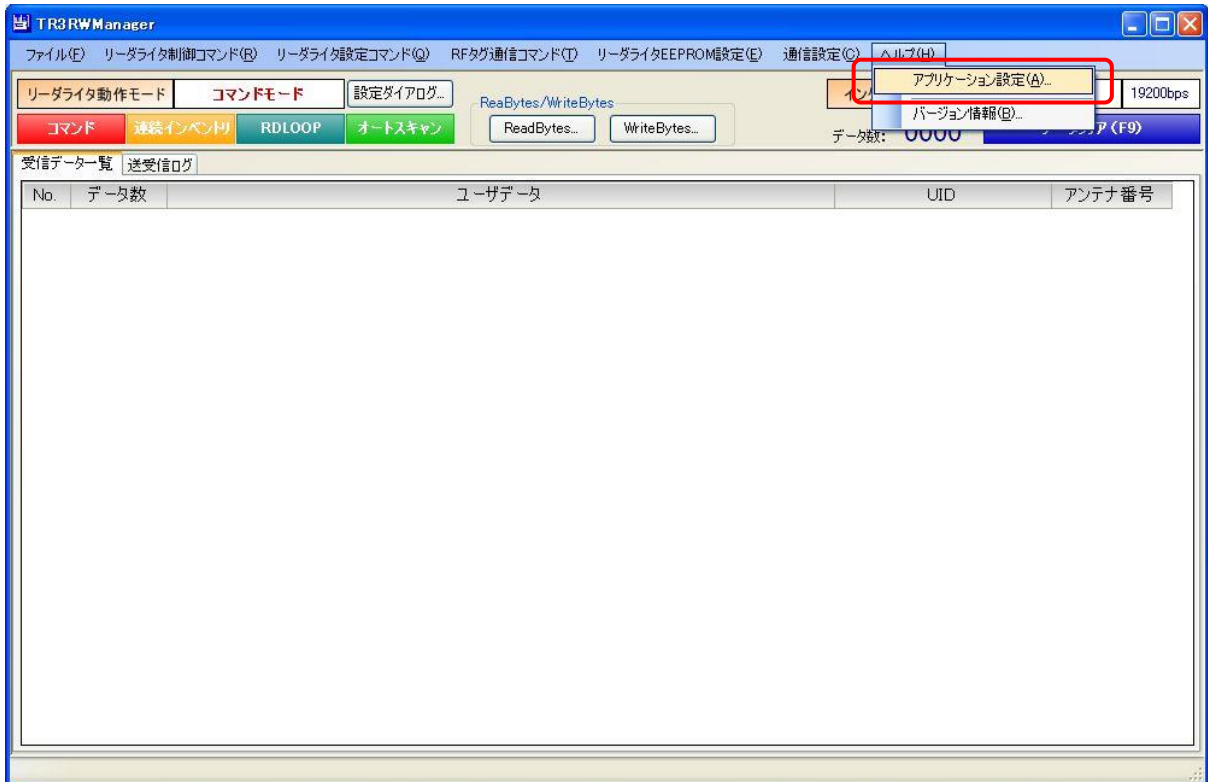 TR3RWManager
ファイル(F) リーダライタ制御コマンド(R) リーダライタ設定コマンド(Q) RFタグ通信コマンド(T) リーダライタEEPROM設定(E) 通信設定(C) ヘルプ(H)
アプリケーション設定(A)...
バージョン情報(B)...
リーダライタ動作モード コマンドモード 設定ダイアログ... ReaBytes/WriteBytes 19200bps
コマンド 連続インベントリ RDLOOP オートスキャン ReadBytes... WriteBytes... データ数: 0000 (F9)
受信データ一覧 送受信ログ
No. データ数 ユーザデータ UID アンテナ番号